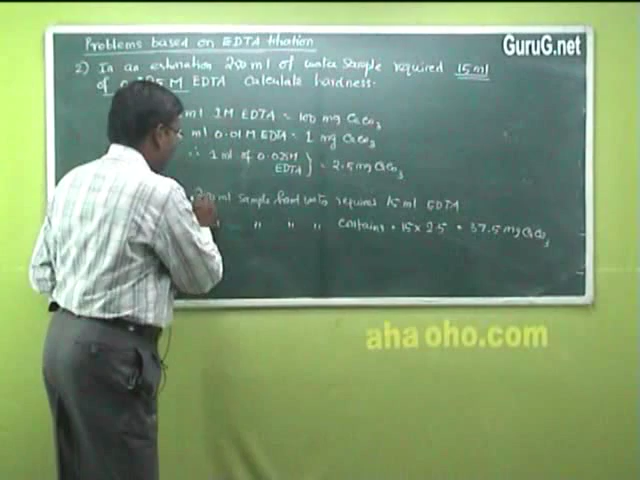 Problems based on EDTA titration
GuruG.net
2) In an estimation 250 ml of water sample required 15 ml
of M EDTA Calculate hardness.
ml 1M EDTA = 100 mg CaCO3
ml 0.01M EDTA = 1 mg CaCO3
∴ 1 ml of 0.025M EDTA } = 2.5 mg CaCO3
ml sample hard water requires 15 ml EDTA
" " " contains = 15 × 2.5 = 37.5 mg CaCO3
aha oho.com